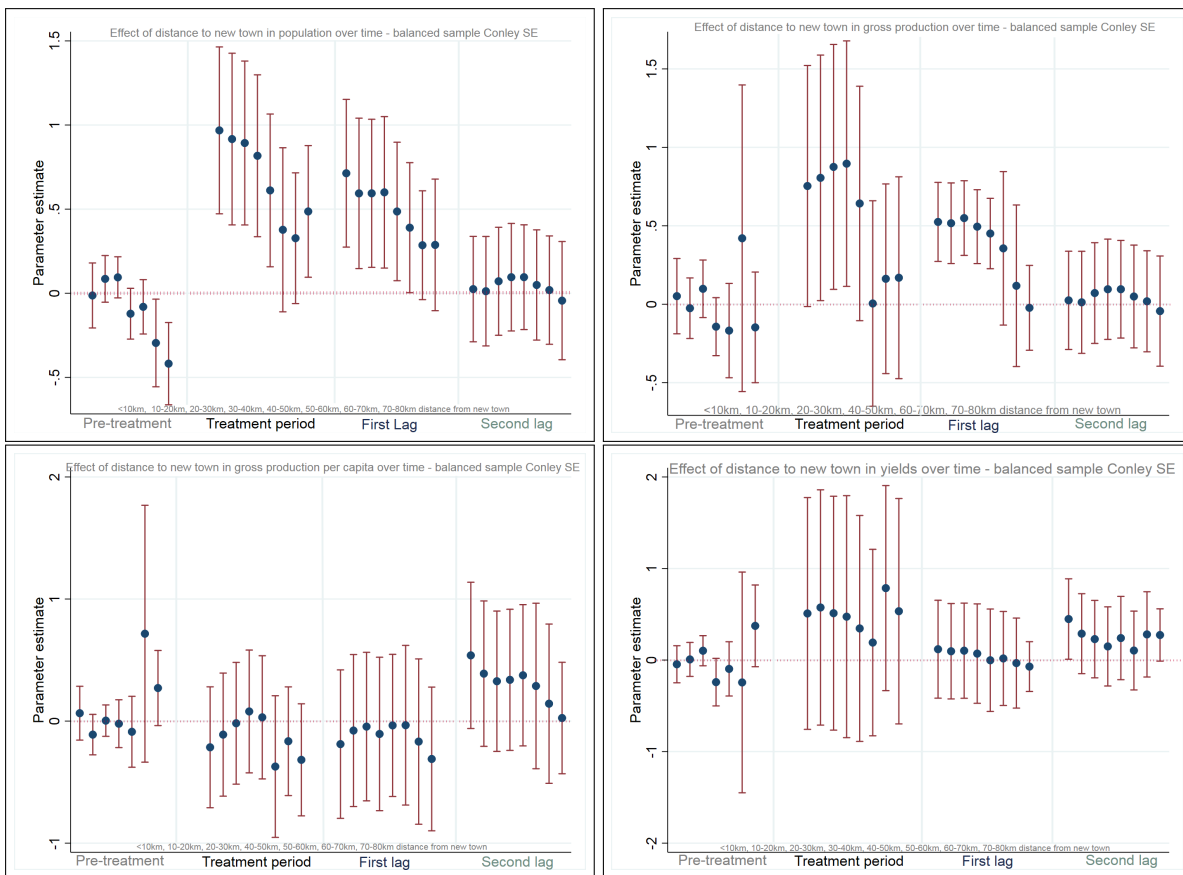 Effect of distance to new town in population over time - balanced sample Conley SE
Parameter estimate
1.5
1
.5
0
-.5
<10km, 10-20km, 20-30km, 30-40km, 40-50km, 50-60km, 60-70km, 70-80km distance from new town
Pre-treatment Treatment period First Lag Second lag
Effect of distance to new town in gross production over time - balanced sample Conley SE
Parameter estimate
1.5
1
.5
0
-.5
<10km, 10-20km, 20-30km, 40-50km, 60-70km, 70-80km distance from new town
Pre-treatment Treatment period First lag Second lag
Effect of distance to new town in gross production per capita over time - balanced sample Conley SE
Parameter estimate
2
1
0
-1
<10km, 10-20km, 20-30km, 40-50km, 50-60km, 60-70km, 70-80km distance from new town
Pre-treatment Treatment period First lag Second lag
Effect of distance to new town in yields over time - balanced sample Conley SE
Parameter estimate
2
1
0
-1
-2
<10km, 10-20km, 20-30km, 30-40km, 40-50km, 50-60km, 60-70km, 70-80km distance from new town
Pre-treatment Treatment period First lag Second lag